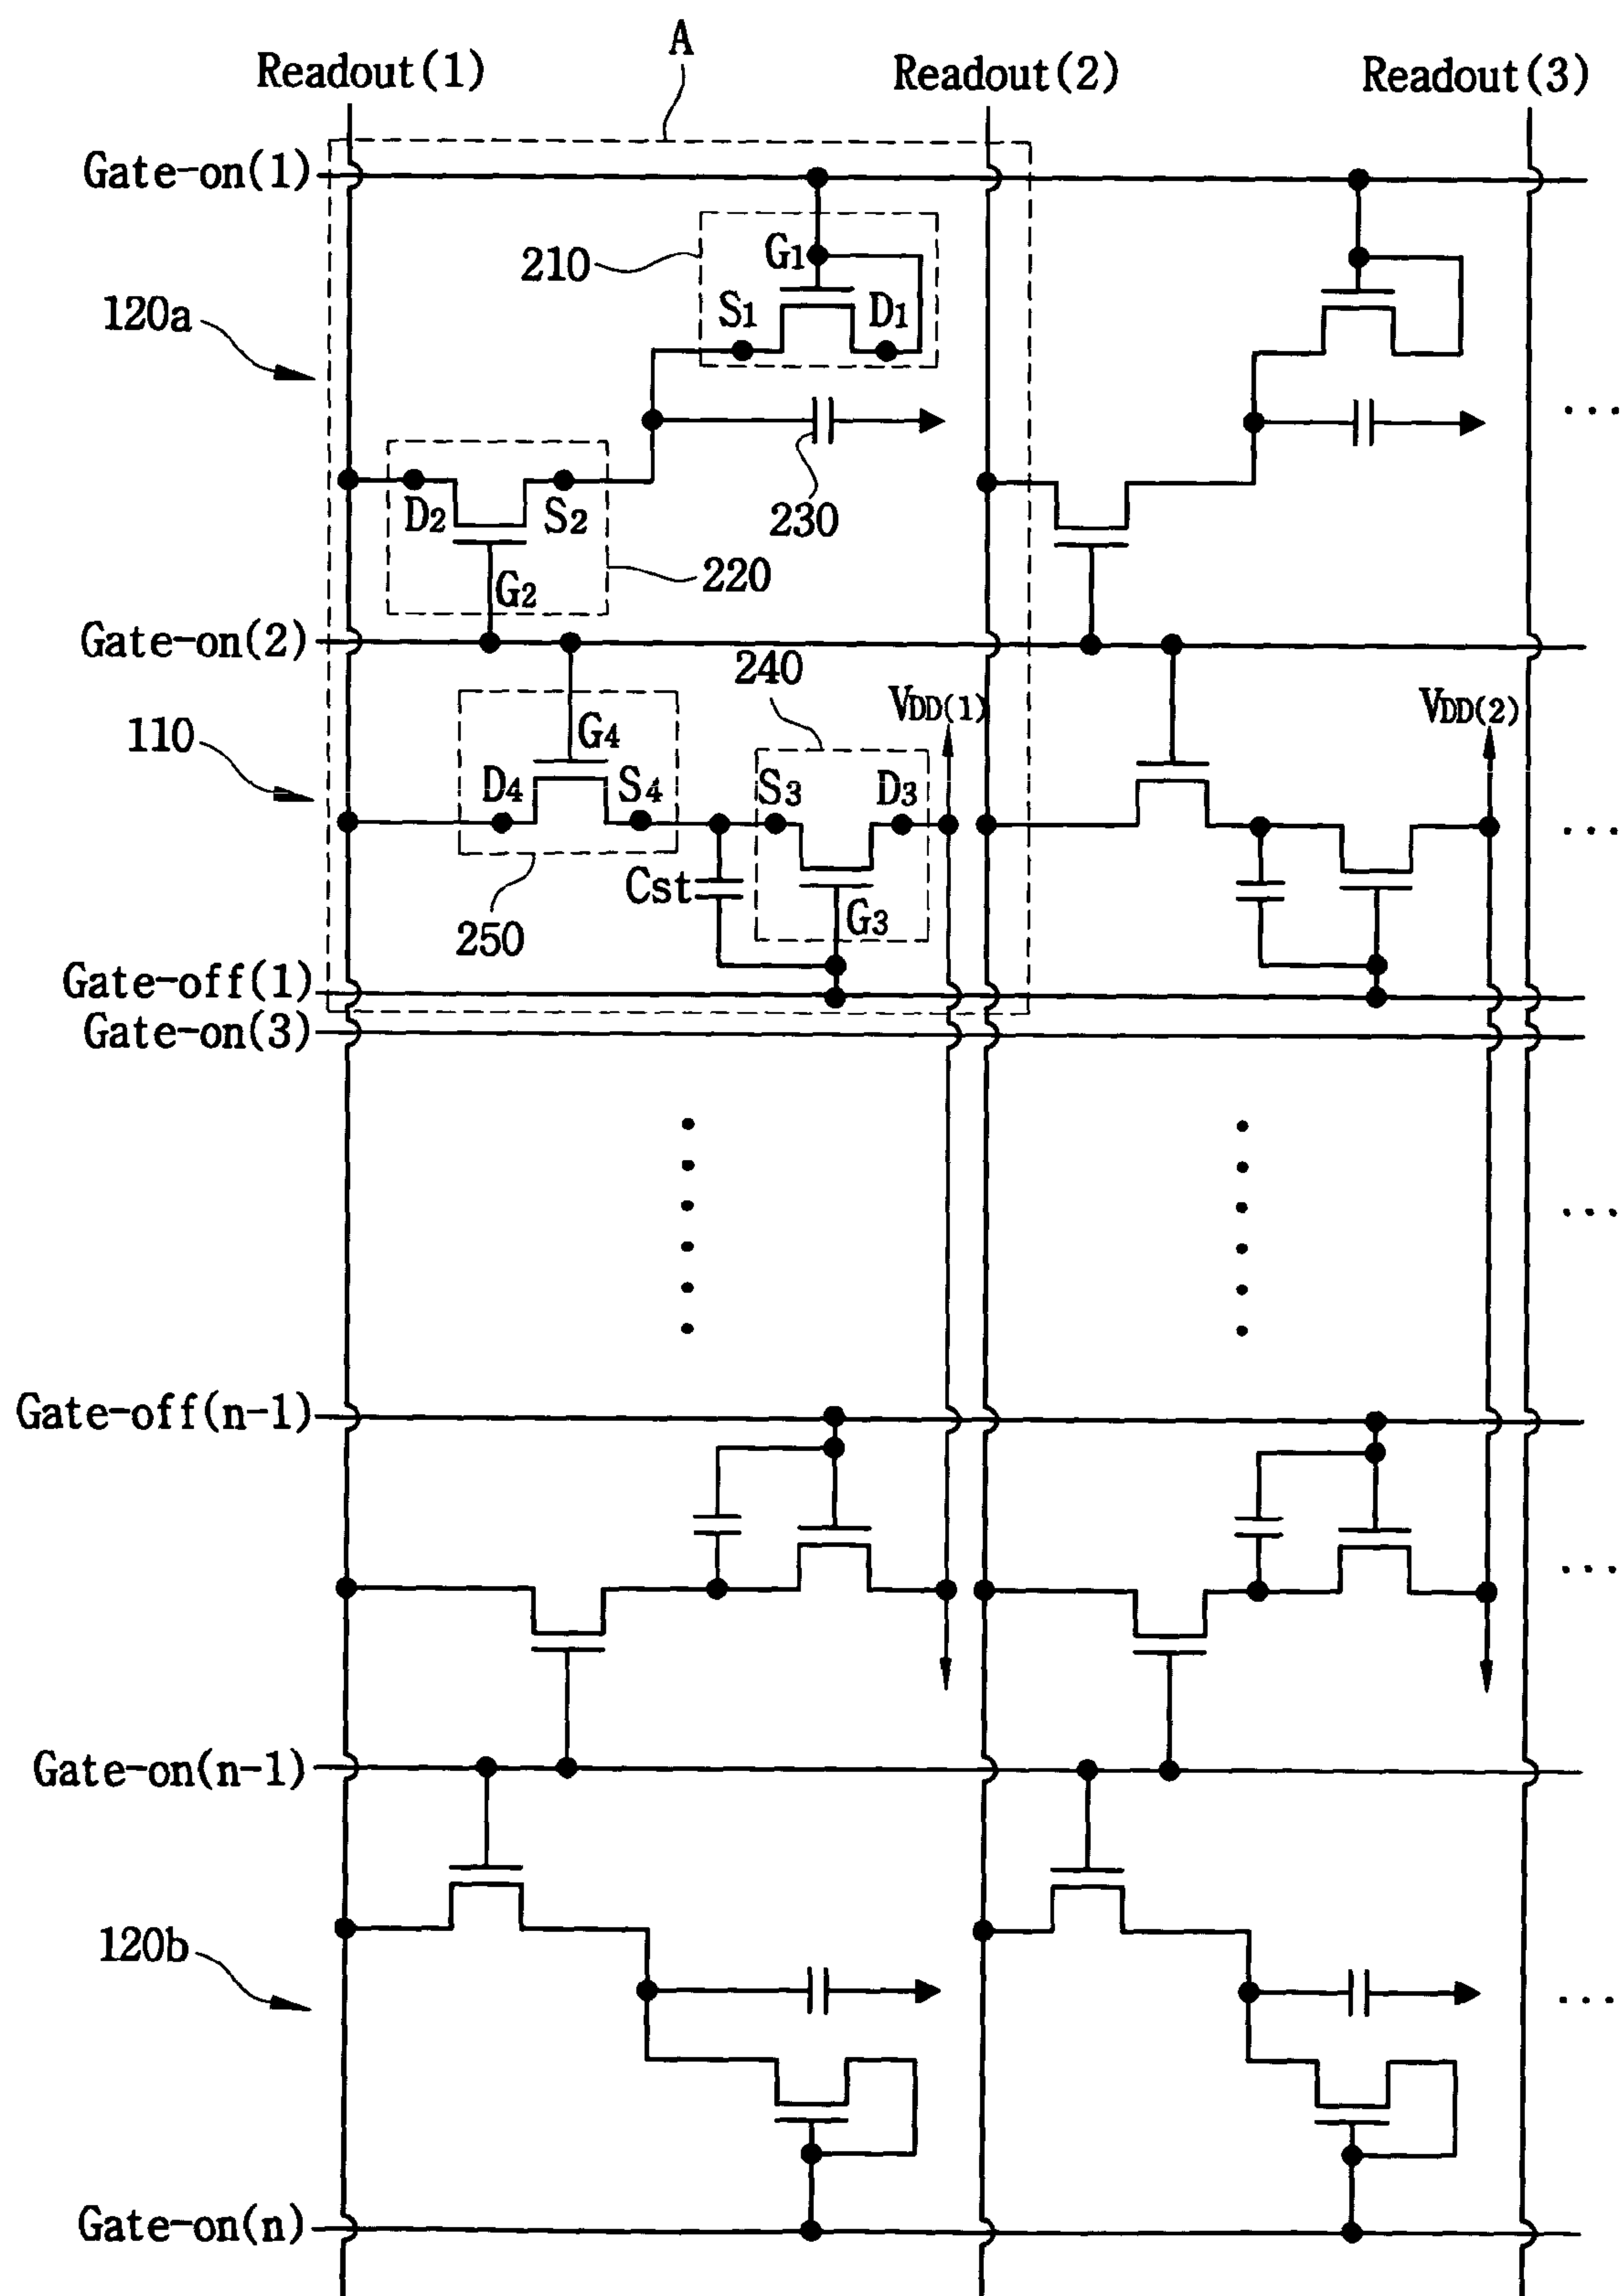 A
Readout(1)
Readout(2)
Readout(3)
Gate-on(1)
210
G1
S1
D1
120a
...
D2
S2
230
220
G2
Gate-on(2)
240
VDD(1)
VDD(2)
110
G4
D4
S4
S3
D3
...
Cst
G3
250
Gate-off(1)
Gate-on(3)
...
Gate-off(n-1)
...
Gate-on(n-1)
120b
...
Gate-on(n)